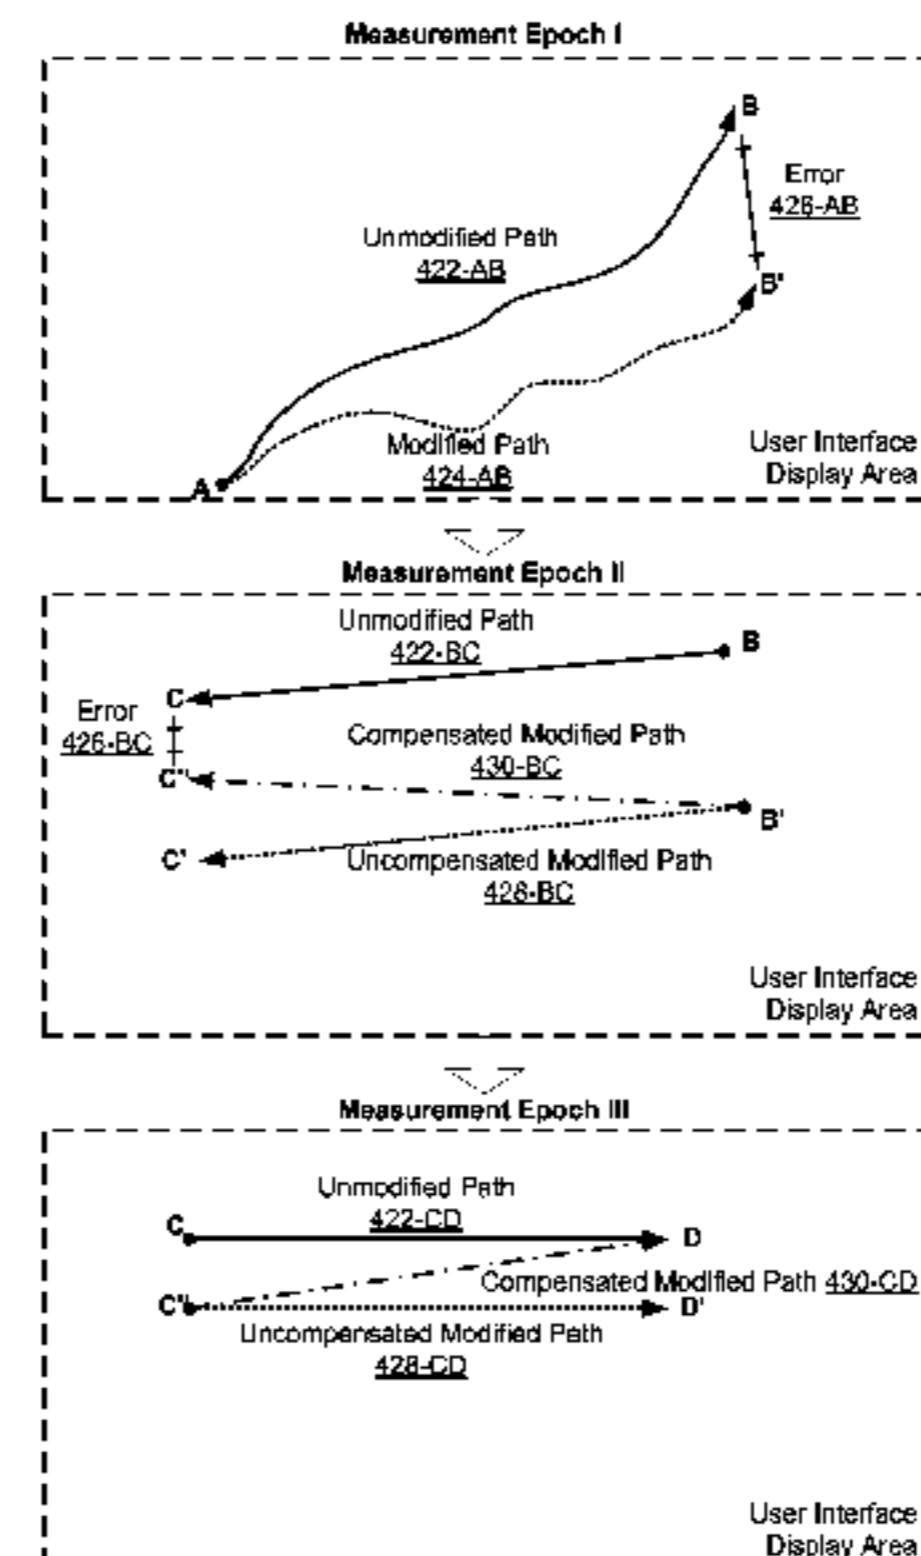 Measurement Epoch I
B
Error
426-AB
Unmodified Path
422-AB
B'
Modified Path
424-AB
User Interface
Display Area
A
Measurement Epoch II
Unmodified Path
422-BC
B
C
Error
426-BC
Compensated Modified Path
430-BC
C"
B'
C'
Uncompensated Modified Path
428-BC
User Interface
Display Area
Measurement Epoch III
Unmodified Path
422-CD
C
D
Compensated Modified Path 430-CD
C"
D'
Uncompensated Modified Path
428-CD
User Interface
Display Area